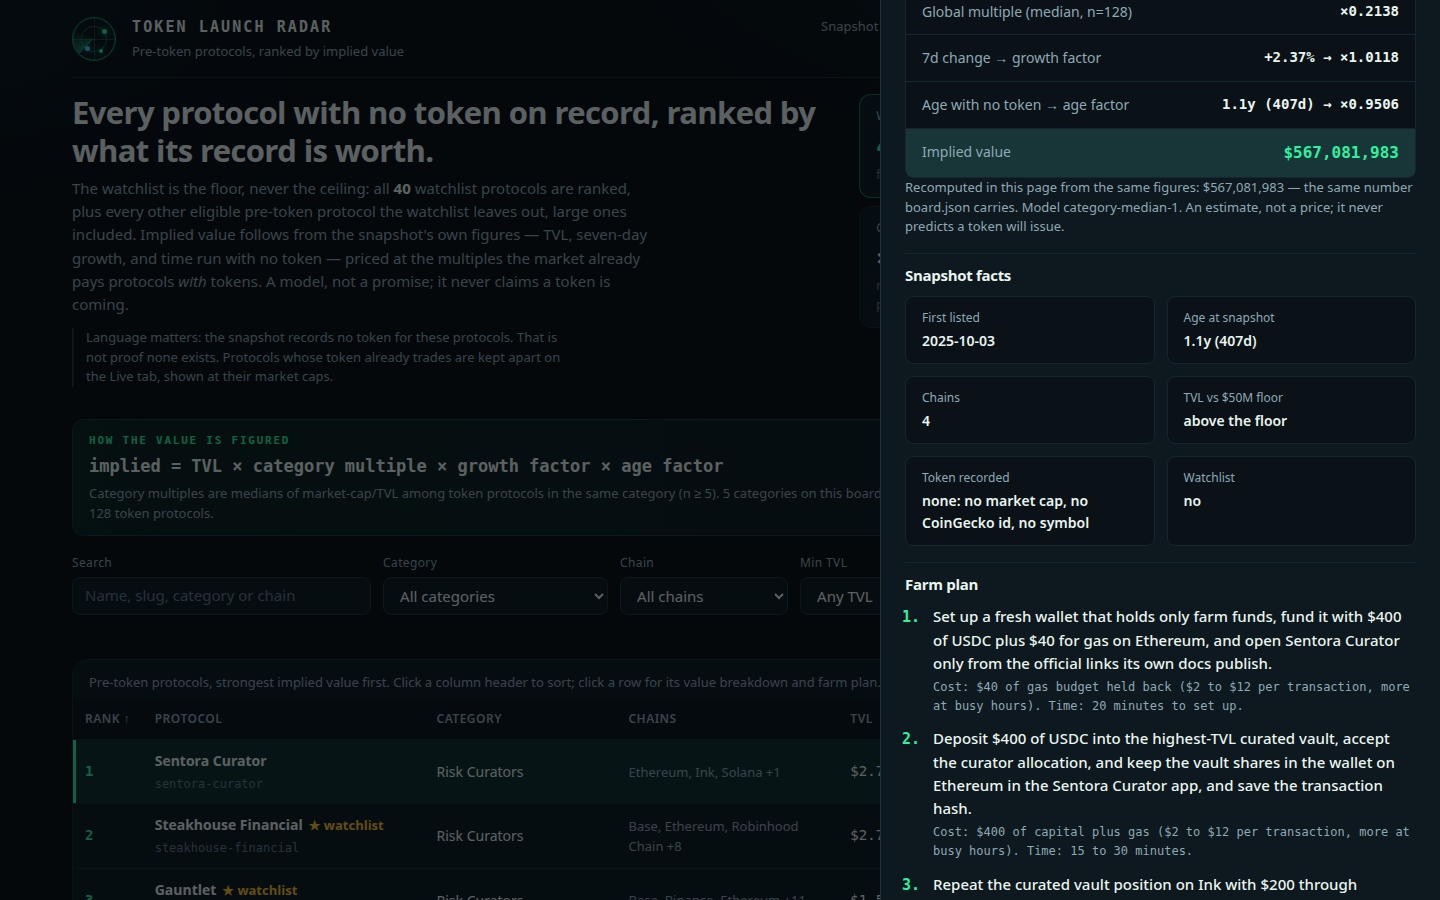 TOKEN LAUNCH RADAR
Pre-token protocols, ranked by implied value
Snapshot
Every protocol with no token on record, ranked by
what its record is worth.
The watchlist is the floor, never the ceiling: all 40 watchlist protocols are ranked,
plus every other eligible pre-token protocol the watchlist leaves out, large ones
included. Implied value follows from the snapshot's own figures — TVL, seven-day
growth, and time run with no token — priced at the multiples the market already
pays protocols with tokens. A model, not a promise; it never claims a token is
coming.
Language matters: the snapshot records no token for these protocols. That is
not proof none exists. Protocols whose token already trades are kept apart on
the Live tab, shown at their market caps.
HOW THE VALUE IS FIGURED
implied = TVL × category multiple × growth factor × age factor
Category multiples are medians of market-cap/TVL among token protocols in the same category (n ≥ 5). 5 categories on this board
128 token protocols.
Search
Category
Chain
Min TVL
Name, slug, category or chain
All categories
All chains
Any TVL
Pre-token protocols, strongest implied value first. Click a column header to sort; click a row for its value breakdown and farm plan.
RANK ↑
PROTOCOL
CATEGORY
CHAINS
TVL
1
Sentora Curator
sentora-curator
Risk Curators
Ethereum, Ink, Solana +1
2
Steakhouse Financial ★ watchlist
steakhouse-financial
Risk Curators
Base, Ethereum, Robinhood
Chain +8
Gauntlet ★ watchlist
Global multiple (median, n=128)
×0.2138
7d change → growth factor
+2.37% → ×1.0118
Age with no token → age factor
1.1y (407d) → ×0.9506
Implied value
$567,081,983
Recomputed in this page from the same figures: $567,081,983 — the same number
board.json carries. Model category-median-1. An estimate, not a price; it never
predicts a token will issue.
Snapshot facts
First listed
2025-10-03
Age at snapshot
1.1y (407d)
Chains
4
TVL vs $50M floor
above the floor
Token recorded
none: no market cap, no
CoinGecko id, no symbol
Watchlist
no
Farm plan
1. Set up a fresh wallet that holds only farm funds, fund it with $400
of USDC plus $40 for gas on Ethereum, and open Sentora Curator
only from the official links its own docs publish.
Cost: $40 of gas budget held back ($2 to $12 per transaction, more
at busy hours). Time: 20 minutes to set up.
2. Deposit $400 of USDC into the highest-TVL curated vault, accept
the curator allocation, and keep the vault shares in the wallet on
Ethereum in the Sentora Curator app, and save the transaction
hash.
Cost: $400 of capital plus gas ($2 to $12 per transaction, more at
busy hours). Time: 15 to 30 minutes.
3. Repeat the curated vault position on Ink with $200 through